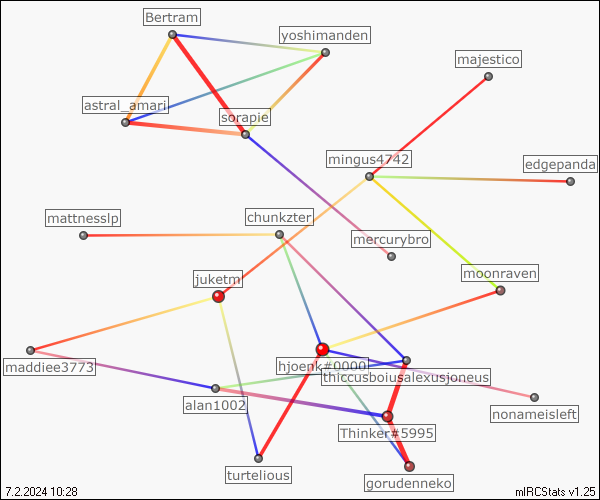 Bertram
yoshimanden
majestico
astral_amari
sorapie
mingus4742
edgepanda
mattnesslp
chunkzter
mercurybro
juketm
moonraven
hjoenk#0000
maddiee3773
thiccusboiusalexusjoneus
alan1002
nonameisleft
Thinker#5995
turtelious
gorudenneko
7.2.2024 10:28
mIRCStats v1.25